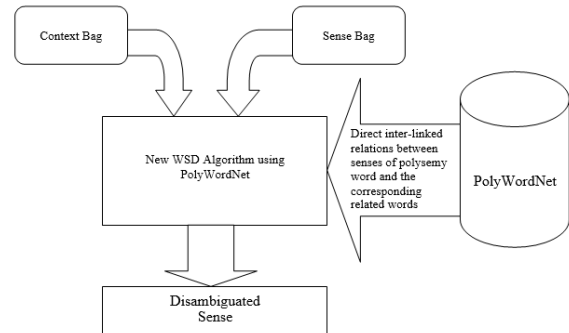 Context Bag
Sense Bag
New WSD Algorithm using
PolyWordNet
Direct inter-linked
relations between
senses of polysemy
word and the
corresponding
related words
PolyWordNet
Disambiguated
Sense